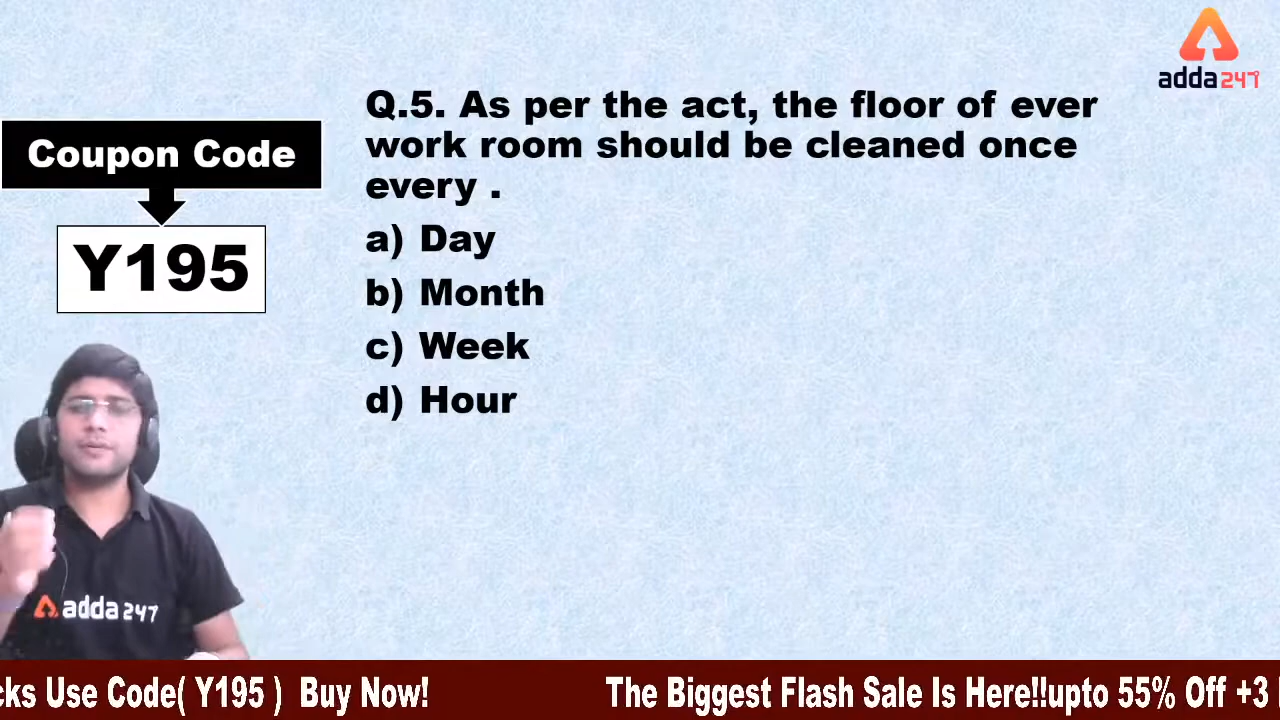 adda247
Coupon Code
Y195
Q.5. As per the act, the floor of ever
work room should be cleaned once
every .
a) Day
b) Month
c) Week
d) Hour
adda247
cks Use Code( Y195 ) Buy Now!
The Biggest Flash Sale Is Here!!upto 55% Off +3